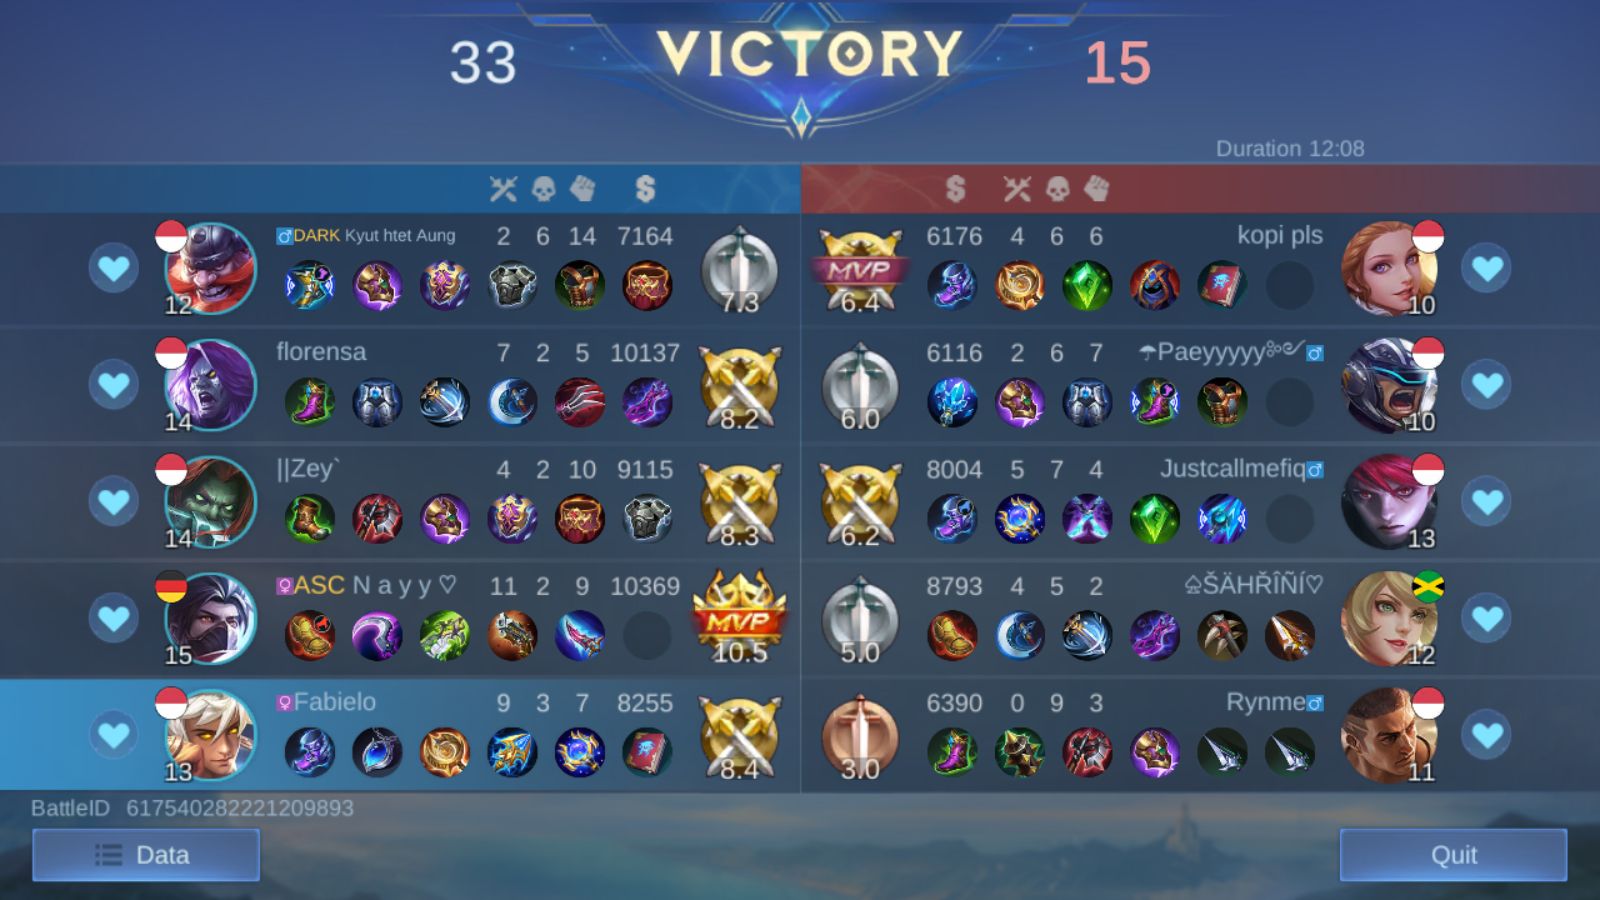 33 VICTORY 15
Duration 12:08
DARK Kyut htet Aung 2 6 14 7164
12 7.3
MVP 6.4 6176 4 6 6 kopi pls
10
florensa 7 2 5 10137
14 8.2
6116 2 6 7 Paeyyyyy
6.0 10
||Zey` 4 2 10 9115
14 8.3
8004 5 7 4 Justcallmefiq
6.2 13
ASC N a y y ♡ 11 2 9 10369
15 MVP 10.5
8793 4 5 2 ♤ŠÄHŘÎÑÍ♡
5.0 12
Fabielo 9 3 7 8255
13 8.4
6390 0 9 3 Rynme
3.0 11
BattleID 617540282221209893
Data
Quit